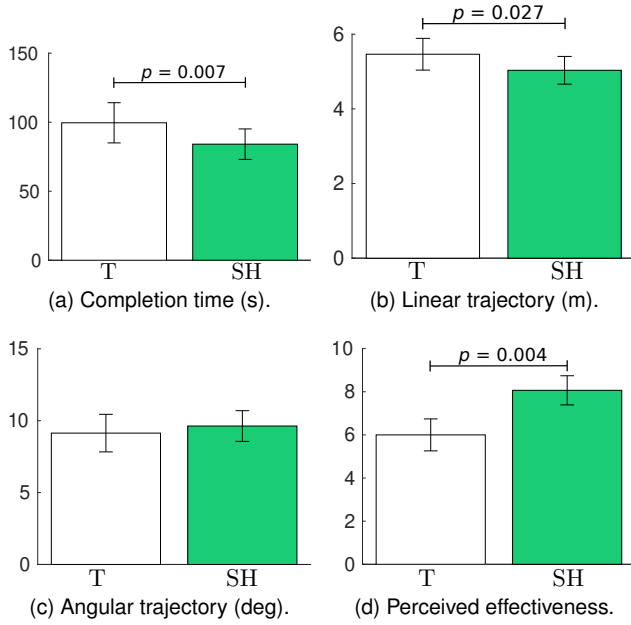 p = 0.007
150
100
50
0
T SH
(a) Completion time (s).
p = 0.027
6
4
2
0
T SH
(b) Linear trajectory (m).
15
10
5
0
T SH
(c) Angular trajectory (deg).
p = 0.004
10
8
6
4
2
0
T SH
(d) Perceived effectiveness.